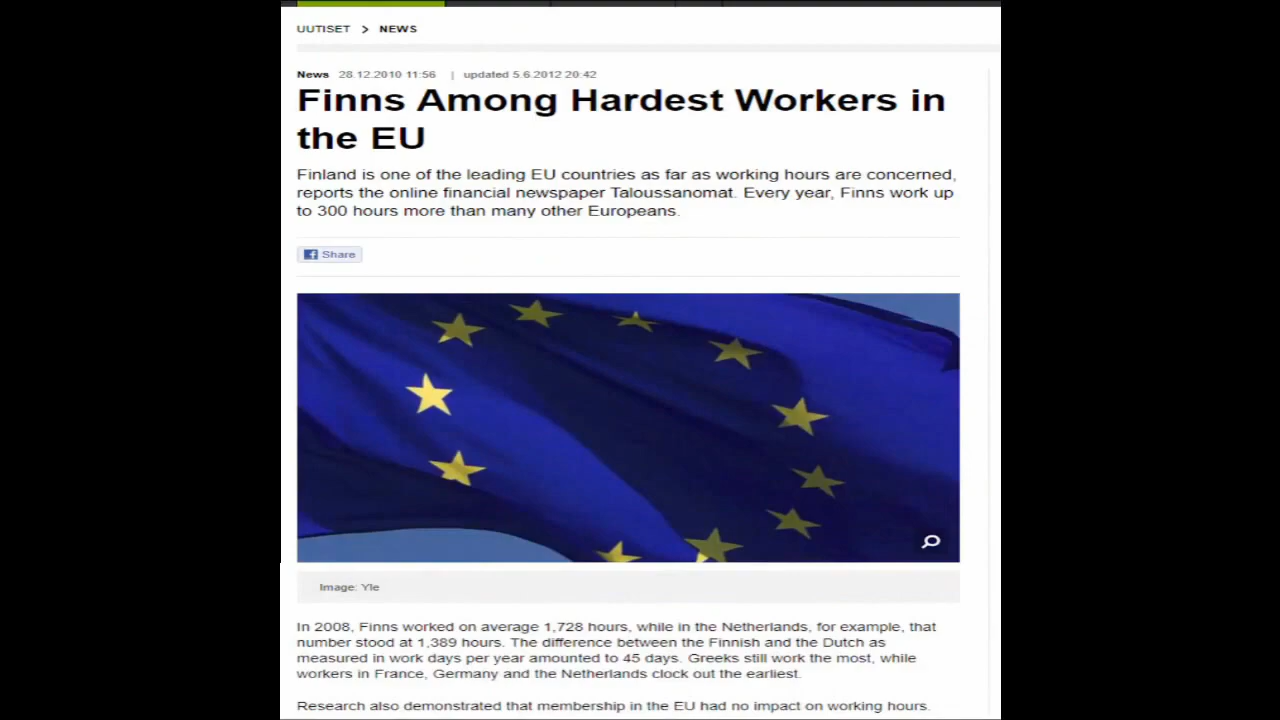 UUTISET > NEWS
News 28.12.2010 11:56 | updated 5.6.2012 20:42
Finns Among Hardest Workers in
the EU
Finland is one of the leading EU countries as far as working hours are concerned,
reports the online financial newspaper Taloussanomat. Every year, Finns work up
to 300 hours more than many other Europeans.
Share
Image: Yle
In 2008, Finns worked on average 1,728 hours, while in the Netherlands, for example, that
number stood at 1,389 hours. The difference between the Finnish and the Dutch as
measured in work days per year amounted to 45 days. Greeks still work the most, while
workers in France, Germany and the Netherlands clock out the earliest.
Research also demonstrated that membership in the EU had no impact on working hours.